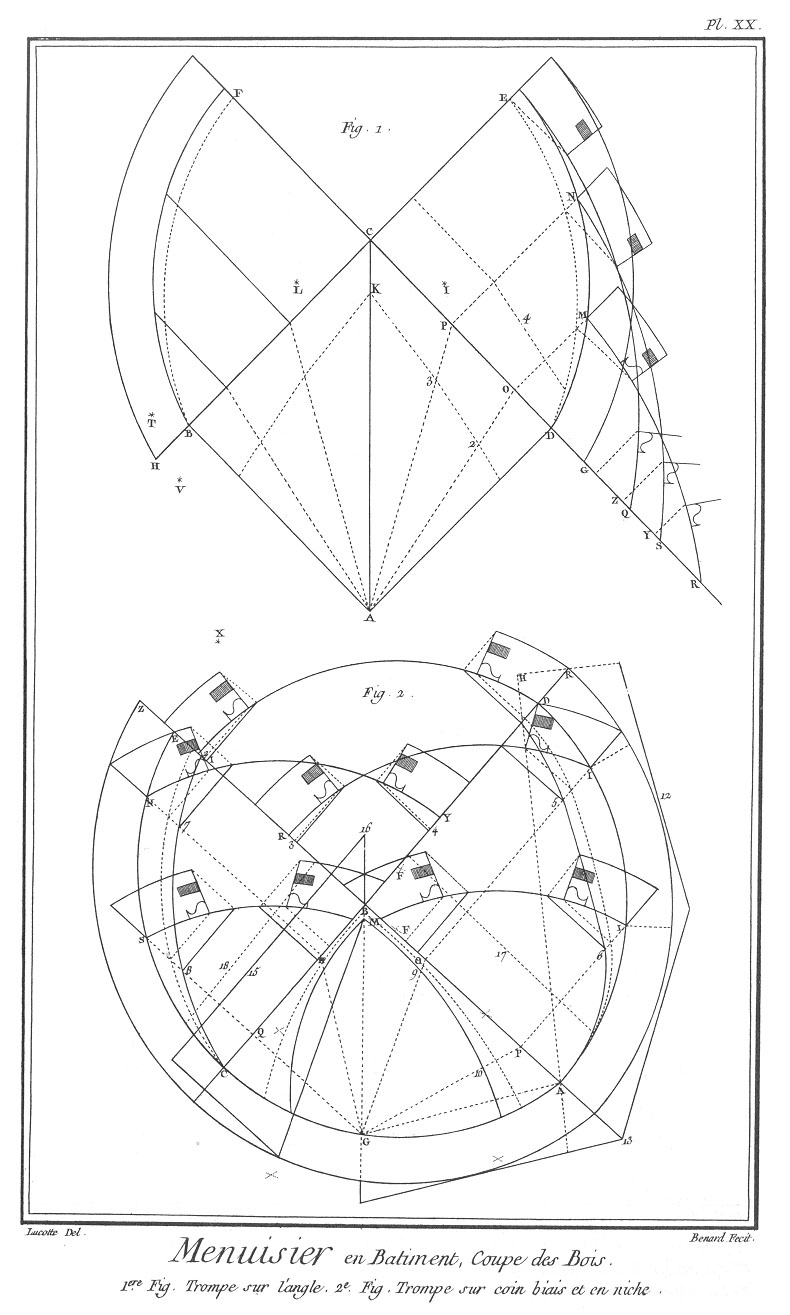 Pl. XX.
Fig. 1.
F
E
C
N
K
* L
* I
M
P
4
3
O
* T
B
D
2
H
G
* V
Z
Q
Y
S
R
A
X *
Fig. 2.
H
R
D
Z
E
I
N
5
12
7
R
3
4
Y
16
F
B
M
F
S
L
O
9
17
6
8
18
15
Q
P
C
10
A
G
13
Lucotte Del.
Benard Fecit.
Menuisier en Batiment, Coupe des Bois.
1.ere Fig. Trompe sur l'angle. 2.e Fig. Trompe sur coin biais et en niche.